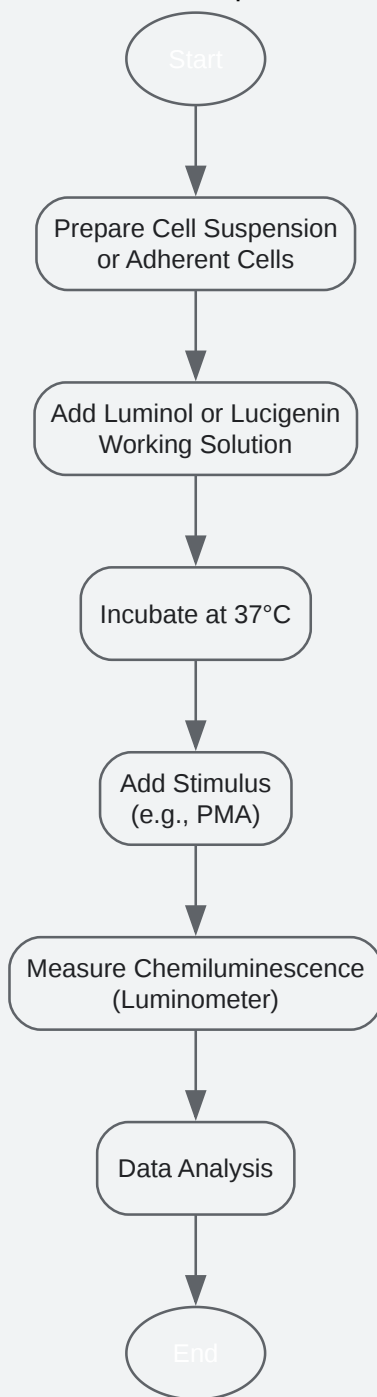 Start
Prepare Cell Suspension
or Adherent Cells
Add Luminol or Lucigenin
Working Solution
Incubate at 37°C
Add Stimulus
(e.g., PMA)
Measure Chemiluminescence
(Luminometer)
Data Analysis
End